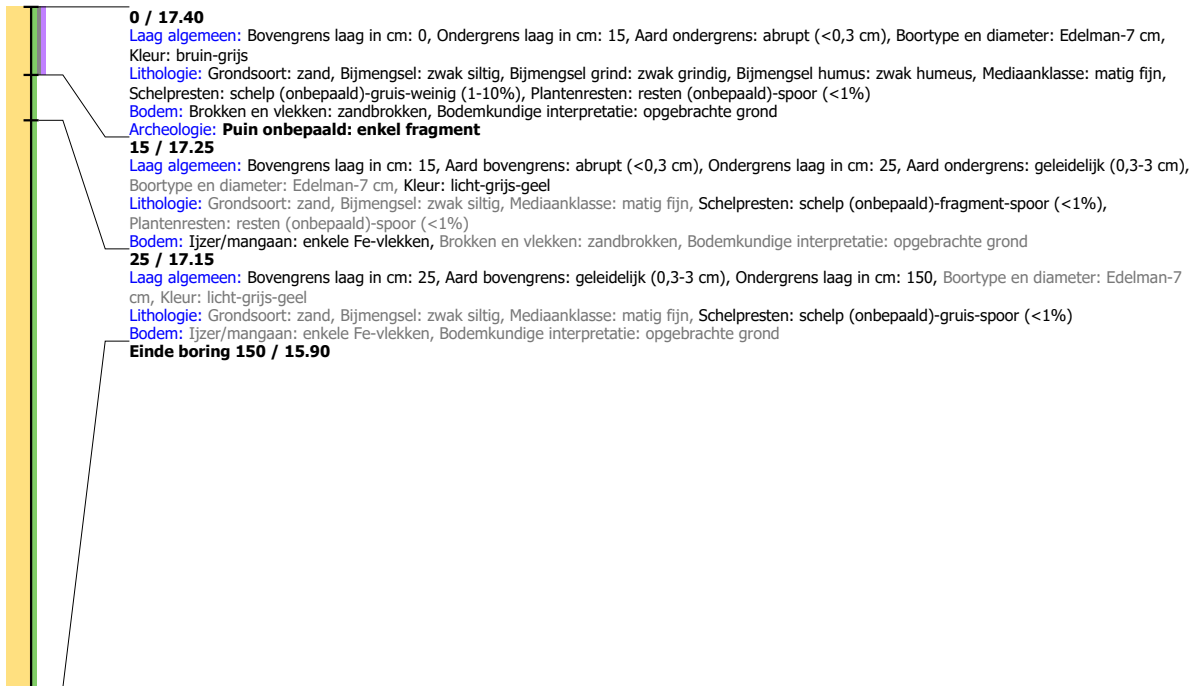 0 / 17.40
Laag algemeen: Bovengrens laag in cm: 0, Ondergrens laag in cm: 15, Aard ondergrens: abrupt (<0,3 cm), Boortype en diameter: Edelman-7 cm,
Kleur: bruin-grijs
Lithologie: Grondsoort: zand, Bijmengsel: zwak siltig, Bijmengsel grind: zwak grindig, Bijmengsel humus: zwak humeus, Mediaanklasse: matig fijn,
Schelpresten: schelp (onbepaald)-gruis-weinig (1-10%), Plantenresten: resten (onbepaald)-spoor (<1%)
Bodem: Brokken en vlekken: zandbrokken, Bodemkundige interpretatie: opgebrachte grond
Archeologie: Puin onbepaald: enkel fragment
15 / 17.25
Laag algemeen: Bovengrens laag in cm: 15, Aard bovengrens: abrupt (<0,3 cm), Ondergrens laag in cm: 25, Aard ondergrens: geleidelijk (0,3-3 cm),
Boortype en diameter: Edelman-7 cm, Kleur: licht-grijs-geel
Lithologie: Grondsoort: zand, Bijmengsel: zwak siltig, Mediaanklasse: matig fijn, Schelpresten: schelp (onbepaald)-fragment-spoor (<1%),
Plantenresten: resten (onbepaald)-spoor (<1%)
Bodem: Ijzer/mangaan: enkele Fe-vlekken, Brokken en vlekken: zandbrokken, Bodemkundige interpretatie: opgebrachte grond
25 / 17.15
Laag algemeen: Bovengrens laag in cm: 25, Aard bovengrens: geleidelijk (0,3-3 cm), Ondergrens laag in cm: 150, Boortype en diameter: Edelman-7
cm, Kleur: licht-grijs-geel
Lithologie: Grondsoort: zand, Bijmengsel: zwak siltig, Mediaanklasse: matig fijn, Schelpresten: schelp (onbepaald)-gruis-spoor (<1%)
Bodem: Ijzer/mangaan: enkele Fe-vlekken, Bodemkundige interpretatie: opgebrachte grond
Einde boring 150 / 15.90